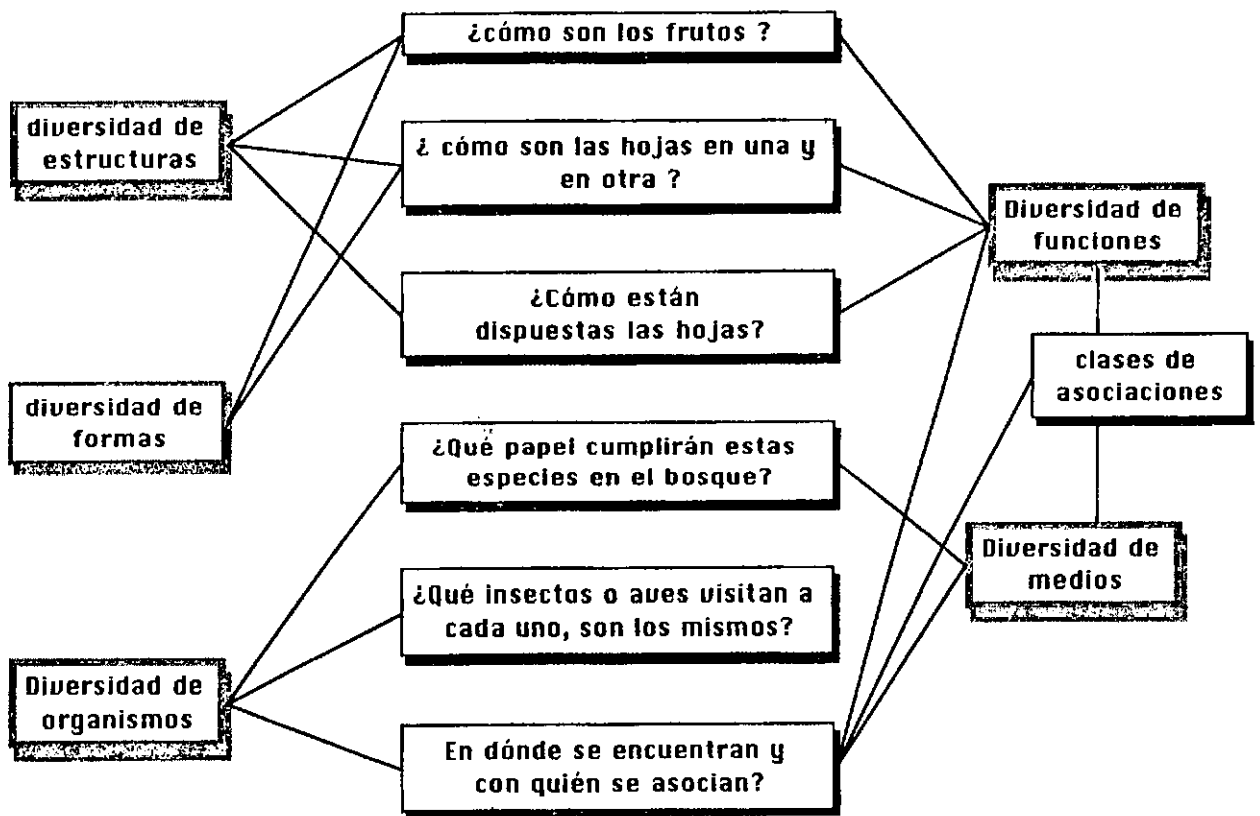 ¿cómo son los frutos ?
diversidad de
estructuras
¿ cómo son las hojas en una y
en otra ?
Diversidad de
funciones
¿Cómo están
dispuestas las hojas?
clases de
asociaciones
diversidad de
formas
¿Qué papel cumplirán estas
especies en el bosque?
Diversidad de
medios
¿Qué insectos o aves visitan a
cada uno, son los mismos?
Diversidad de
organismos
En dónde se encuentran y
con quién se asocian?